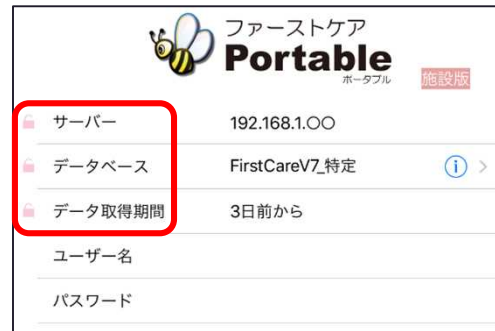 ファーストケア
Portable
ポータブル
施設版
サーバー 192.168.1.〇〇
データベース FirstCareV7_特定
データ取得期間 3日前から
ユーザー名
パスワード